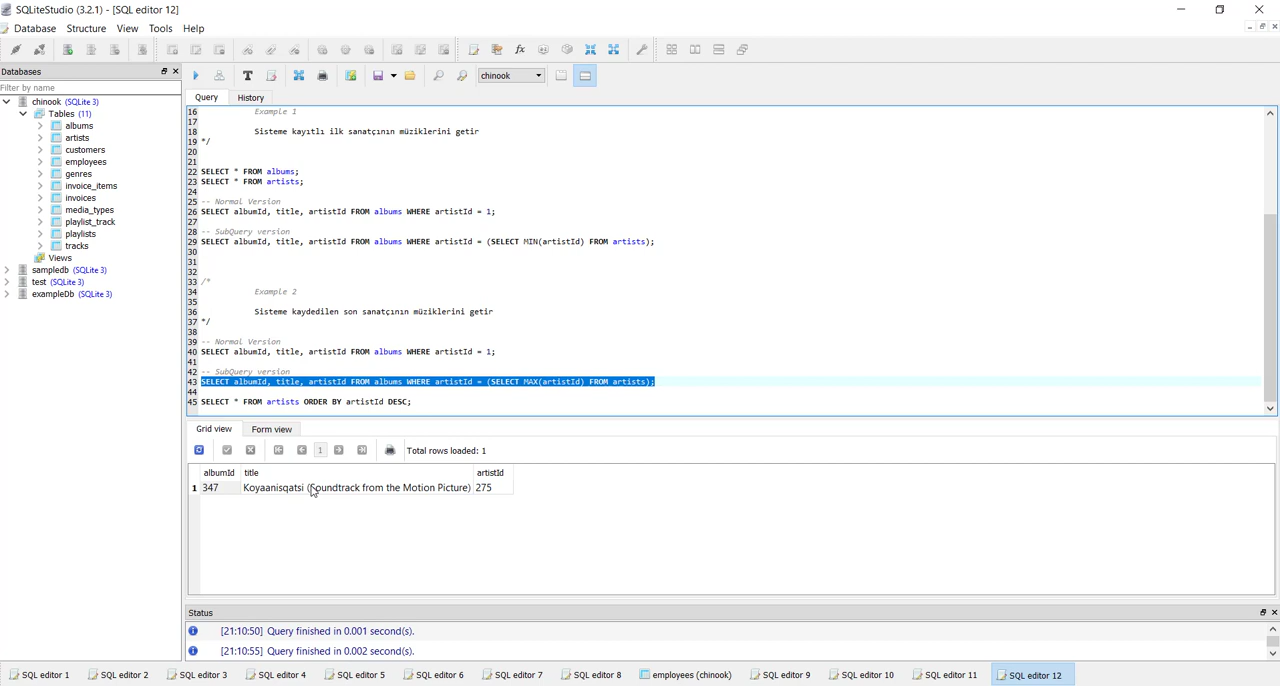 SQLiteStudio (3.2.1) - [SQL editor 12]
Database Structure View Tools Help
Databases
chinook
Filter by name
Query History
chinook (SQLite 3)
Tables (11)
albums
artists
customers
employees
genres
invoice_items
invoices
media_types
playlist_track
playlists
tracks
Views
sampledb (SQLite 3)
test (SQLite 3)
exampleDb (SQLite 3)
16 Example 1
17
18 Sisteme kayıtlı ilk sanatçının müziklerini getir
19 */
20
21
22 SELECT * FROM albums;
23 SELECT * FROM artists;
24
25 -- Normal Version
26 SELECT albumId, title, artistId FROM albums WHERE artistId = 1;
27
28 -- SubQuery version
29 SELECT albumId, title, artistId FROM albums WHERE artistId = (SELECT MIN(artistId) FROM artists);
30
31
32
33 /*
34 Example 2
35
36 Sisteme kaydedilen son sanatçının müziklerini getir
37 */
38
39 -- Normal Version
40 SELECT albumId, title, artistId FROM albums WHERE artistId = 1;
41
42 -- SubQuery version
43 SELECT albumId, title, artistId FROM albums WHERE artistId = (SELECT MAX(artistId) FROM artists);
44
45 SELECT * FROM artists ORDER BY artistId DESC;
Grid view Form view
1 Total rows loaded: 1
albumId title artistId
1 347 Koyaanisqatsi (Soundtrack from the Motion Picture) 275
Status
[21:10:50] Query finished in 0.001 second(s).
[21:10:55] Query finished in 0.002 second(s).
SQL editor 1 SQL editor 2 SQL editor 3 SQL editor 4 SQL editor 5 SQL editor 6 SQL editor 7 SQL editor 8 employees (chinook) SQL editor 9 SQL editor 10 SQL editor 11 SQL editor 12